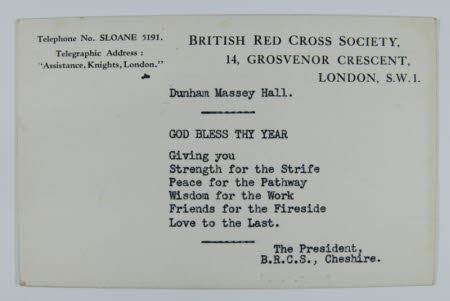 Telephone No. SLOANE 5191.
Telegraphic Address :
"Assistance, Knights, London."
BRITISH RED CROSS SOCIETY,
14, GROSVENOR CRESCENT,
LONDON, S.W.1.
Dunham Massey Hall.
GOD BLESS THY YEAR
Giving you
Strength for the Strife
Peace for the Pathway
Wisdom for the Work
Friends for the Fireside
Love to the Last.
The President,
B.R.C.S., Cheshire.